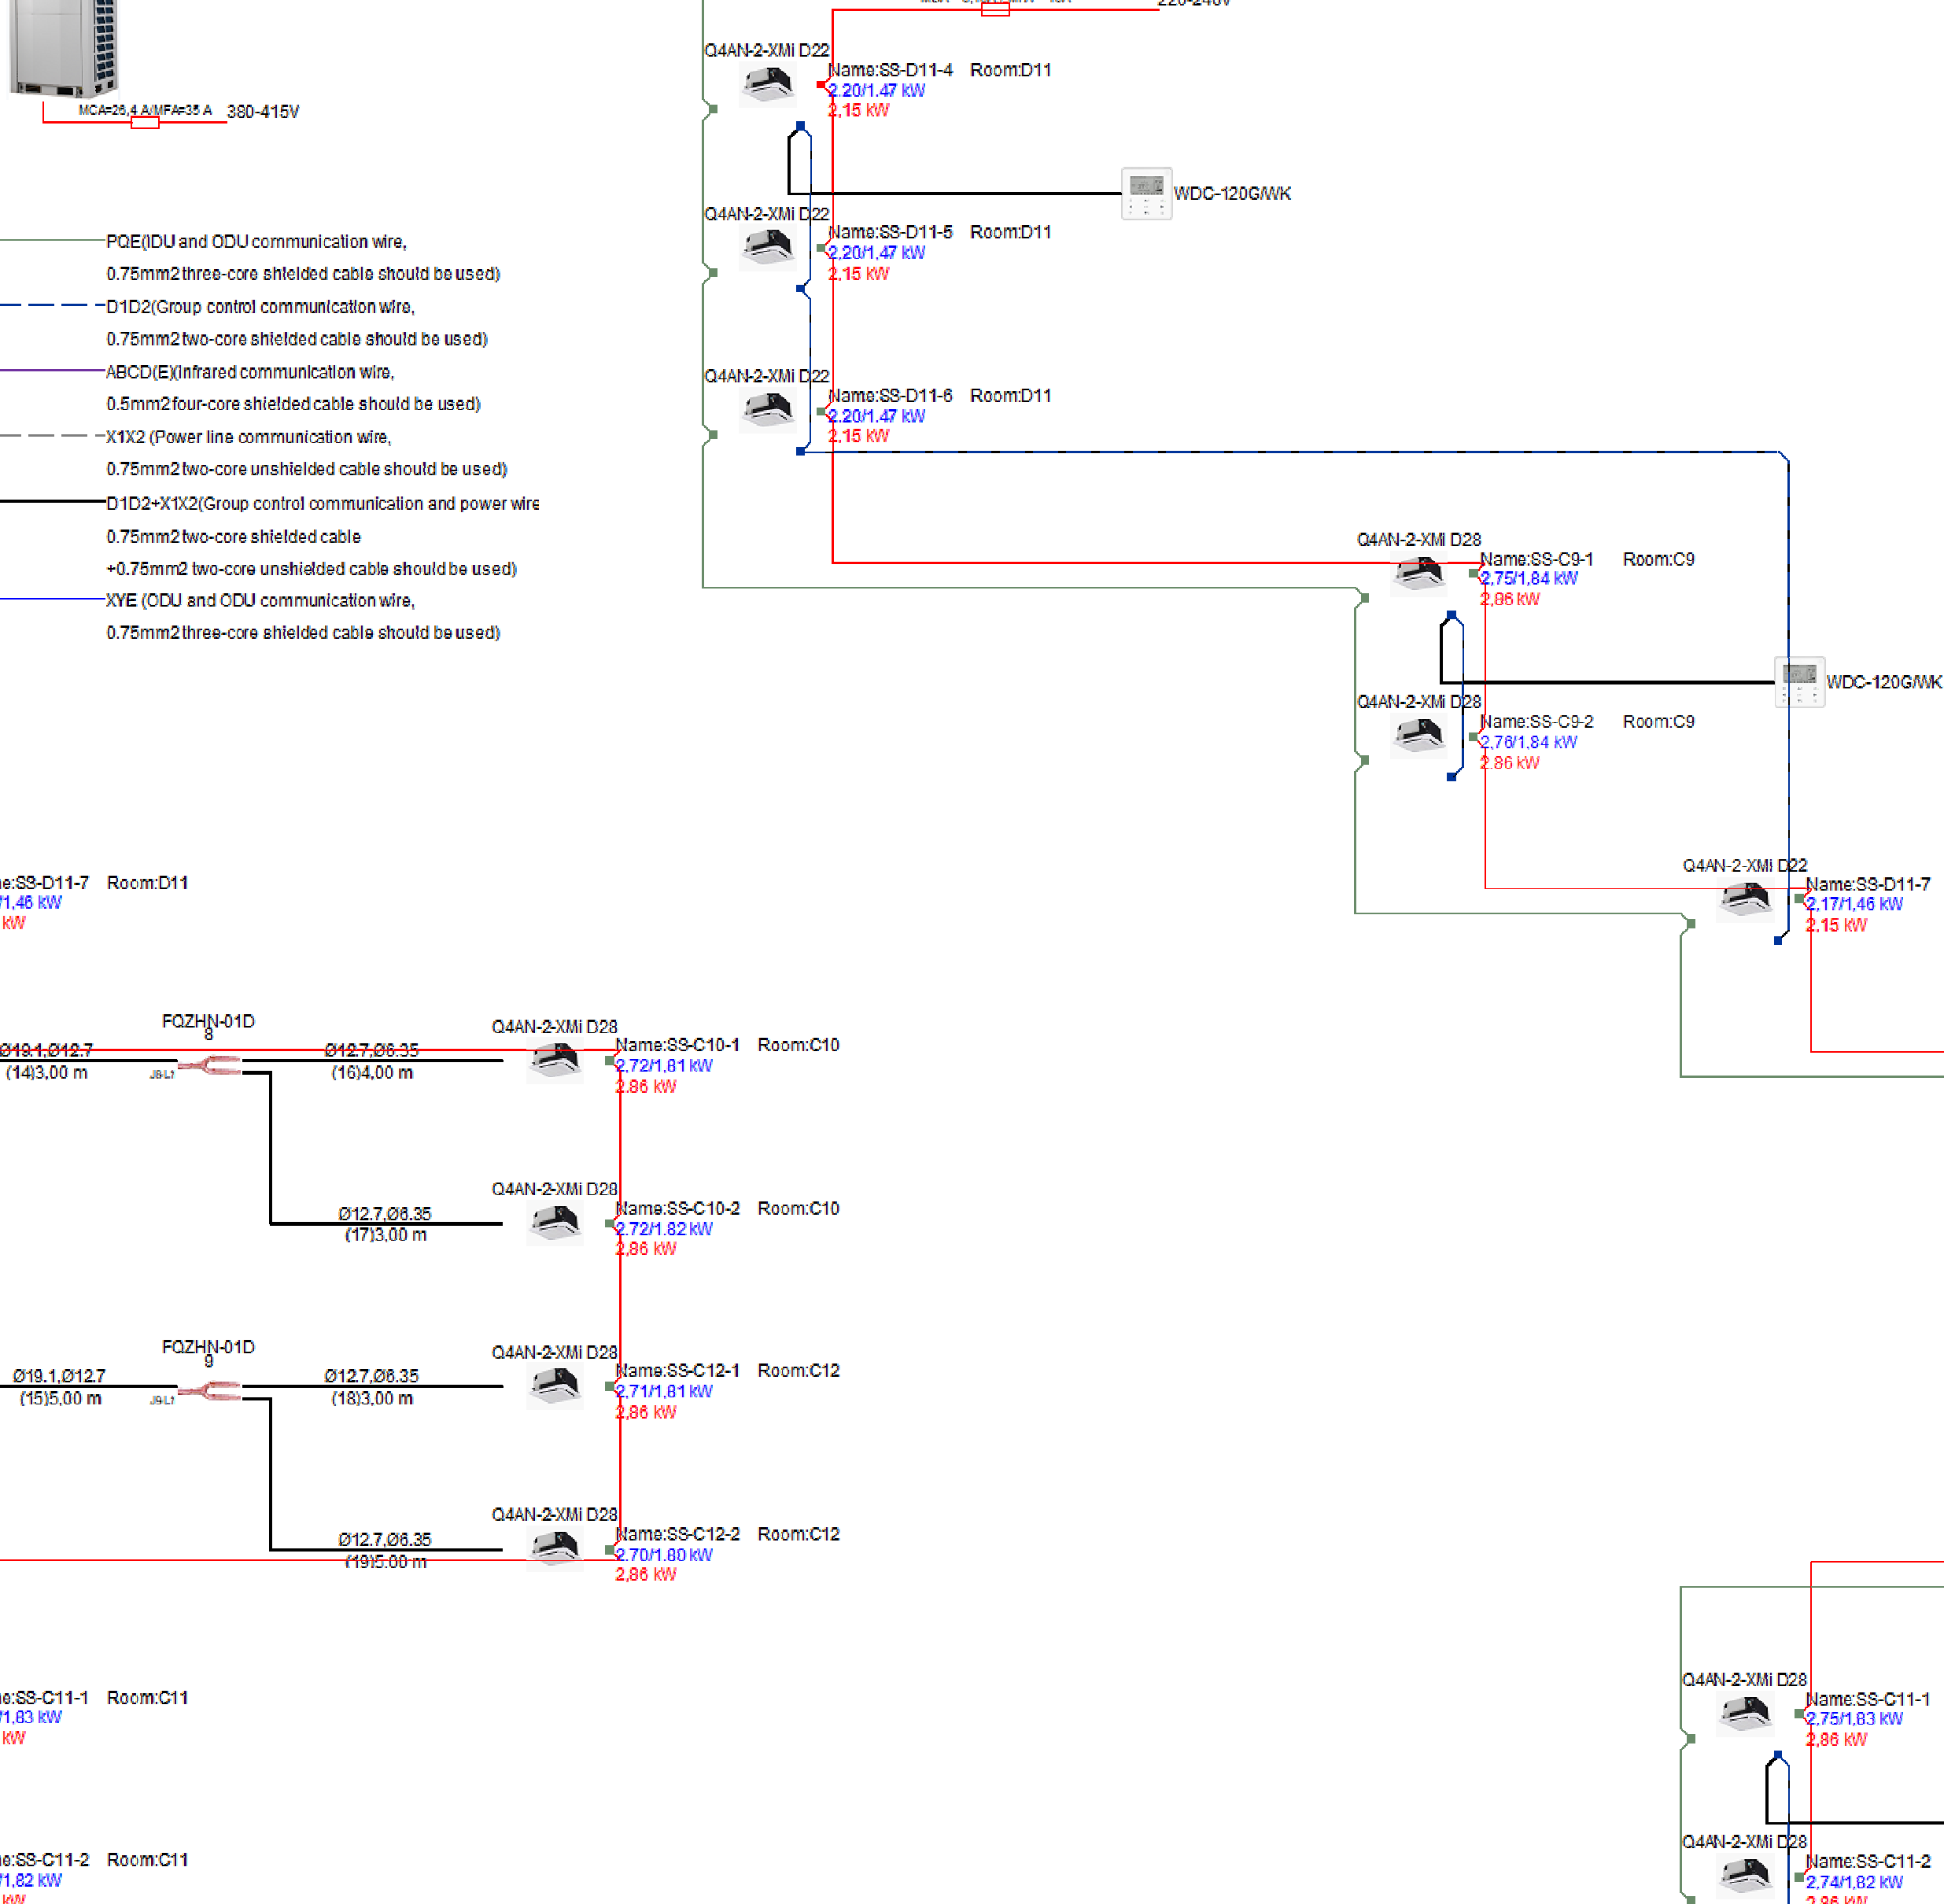 220-240V
MCA=26,4 A/MFA=35 A
380-415V
PQE(IDU and ODU communication wire,
0.75mm2 three-core shielded cable should be used)
D1D2(Group control communication wire,
0.75mm2 two-core shielded cable should be used)
ABCD(E)(infrared communication wire,
0.5mm2 four-core shielded cable should be used)
X1X2 (Power line communication wire,
0.75mm2 two-core unshielded cable should be used)
D1D2+X1X2(Group control communication and power wire
0.75mm2 two-core shielded cable
+0.75mm2 two-core unshielded cable should be used)
XYE (ODU and ODU communication wire,
0.75mm2 three-core shielded cable should be used)
Q4AN-2-XMi D22
Name:SS-D11-4 Room:D11
2.20/1.47 kW
2,15 kW
WDC-120G/WK
Q4AN-2-XMi D22
Name:SS-D11-5 Room:D11
2,20/1,47 kW
2,15 kW
Q4AN-2-XMi D22
Name:SS-D11-6 Room:D11
2.20/1.47 kW
2,15 kW
Q4AN-2-XMi D28
Name:SS-C9-1 Room:C9
2,75/1,84 kW
2,86 kW
WDC-120G/WK
Q4AN-2-XMi D28
Name:SS-C9-2 Room:C9
2,76/1,84 kW
2.86 kW
Q4AN-2-XMi D22
Name:SS-D11-7
2,17/1,46 kW
2,15 kW
e:SS-D11-7 Room:D11
/1,46 kW
kW
FQZHN-01D
8
Ø19.1,Ø12.7
(14)3,00 m
Ø12.7,Ø6.35
(16)4,00 m
Q4AN-2-XMi D28
Name:SS-C10-1 Room:C10
2,72/1,81 kW
2.86 kW
Ø12.7,Ø6.35
(17)3,00 m
Q4AN-2-XMi D28
Name:SS-C10-2 Room:C10
2.72/1.82 kW
2,86 kW
FQZHN-01D
9
Ø19.1,Ø12.7
(15)5,00 m
Ø12.7,Ø6.35
(18)3,00 m
Q4AN-2-XMi D28
Name:SS-C12-1 Room:C12
2,71/1,81 kW
2,86 kW
Ø12.7,Ø6.35
(19)5.00 m
Q4AN-2-XMi D28
Name:SS-C12-2 Room:C12
2.70/1.80 kW
2,86 kW
e:SS-C11-1 Room:C11
/1,83 kW
kW
e:SS-C11-2 Room:C11
/1,82 kW
kW
Q4AN-2-XMi D28
Name:SS-C11-1
2,75/1,83 kW
2,86 kW
Q4AN-2-XMi D28
Name:SS-C11-2
2,74/1,82 kW
2,86 kW